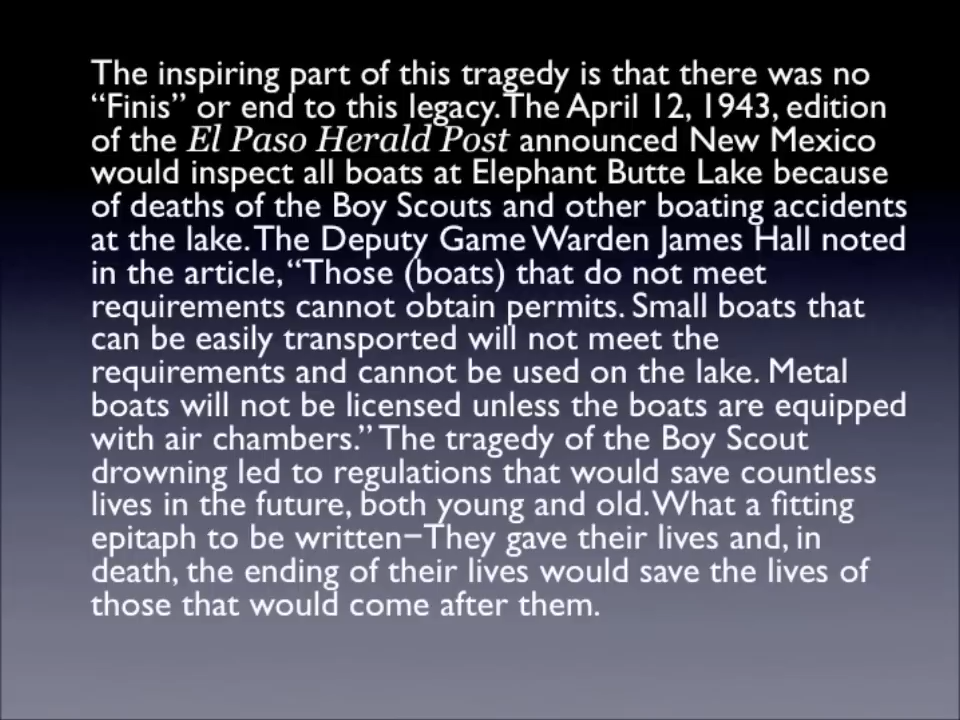 The inspiring part of this tragedy is that there was no
“Finis” or end to this legacy. The April 12, 1943, edition
of the El Paso Herald Post announced New Mexico
would inspect all boats at Elephant Butte Lake because
of deaths of the Boy Scouts and other boating accidents
at the lake. The Deputy Game Warden James Hall noted
in the article, “Those (boats) that do not meet
requirements cannot obtain permits. Small boats that
can be easily transported will not meet the
requirements and cannot be used on the lake. Metal
boats will not be licensed unless the boats are equipped
with air chambers.” The tragedy of the Boy Scout
drowning led to regulations that would save countless
lives in the future, both young and old. What a fitting
epitaph to be written–They gave their lives and, in
death, the ending of their lives would save the lives of
those that would come after them.